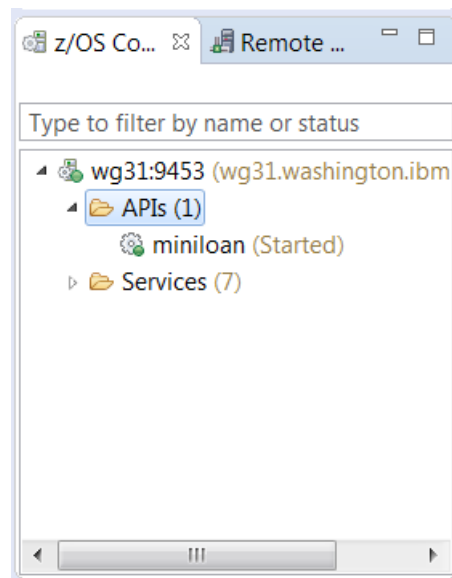 z/OS Co... Remote ...
Type to filter by name or status
wg31:9453 (wg31.washington.ibm
APIs (1)
miniloan (Started)
Services (7)